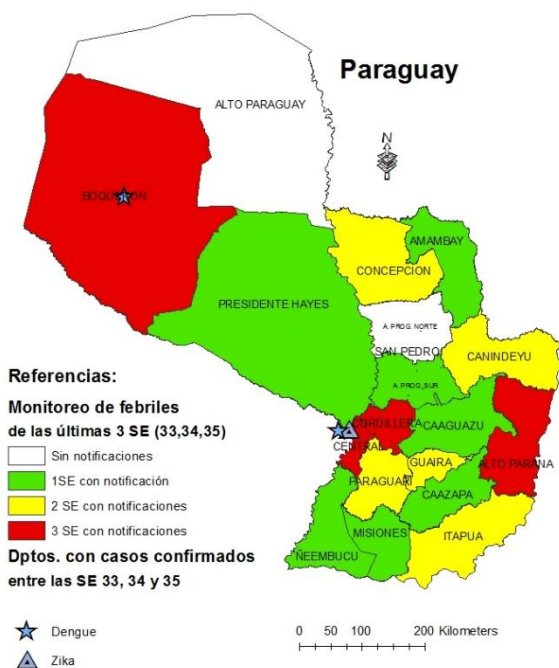 Paraguay
N
ALTO PARAGUAY
BOQUERON
AMAMBAY
CONCEPCION
PRESIDENTE HAYES
A. PROG. NORTE
SAN PEDRO
CANINDEYU
A. PROG. SUR
CORDILLERA
CAAGUAZU
CENTRAL
ALTO PARANA
GUAIRA
PARAGUARI
CAAZAPA
MISIONES
ITAPUA
ÑEEMBUCU
Referencias:
Monitoreo de febriles
de las últimas 3 SE (33,34,35)
Sin notificaciones
1SE con notificación
2 SE con notificaciones
3 SE con notificaciones
Dptos. con casos confirmados
entre las SE 33, 34 y 35
Dengue
Zika
0 50 100 200 Kilometers